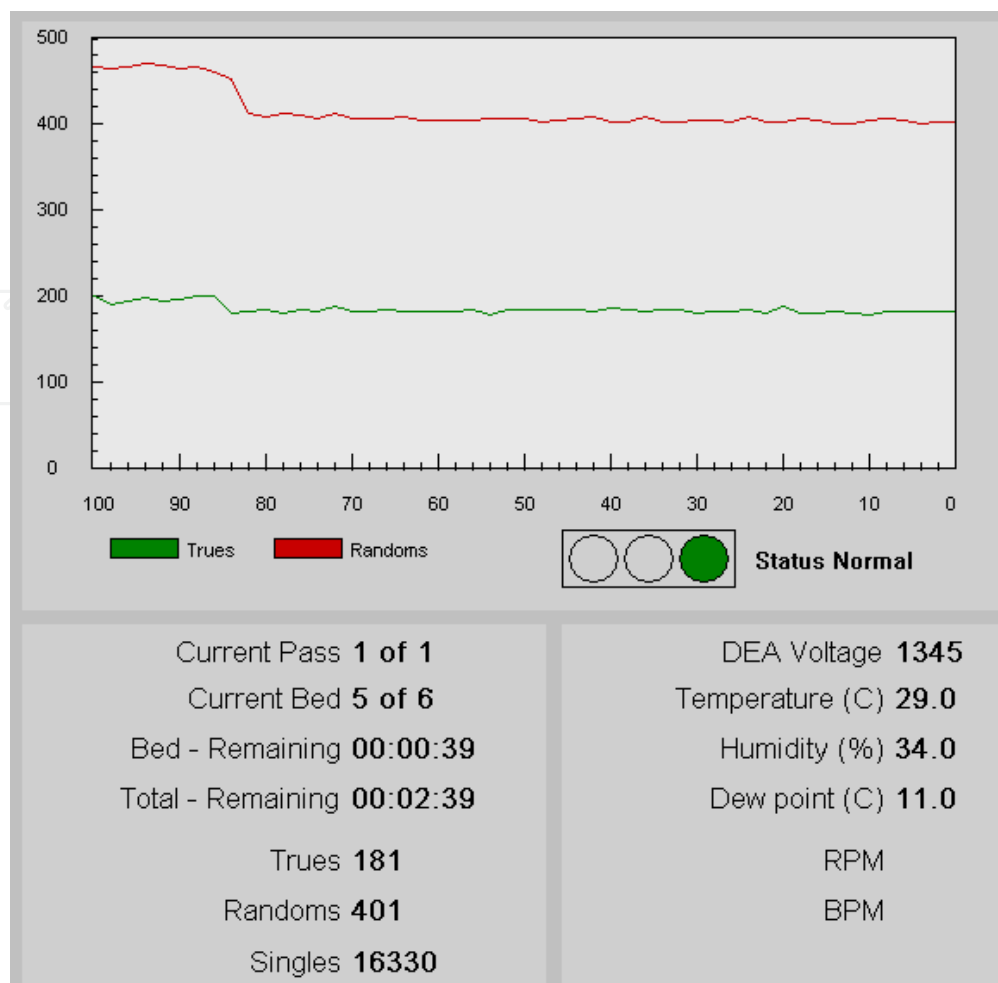 500
400
300
200
100
0
100 90 80 70 60 50 40 30 20 10 0
Trues Randoms
Status Normal
Current Pass 1 of 1
Current Bed 5 of 6
Bed - Remaining 00:00:39
Total - Remaining 00:02:39
Trues 181
Randoms 401
Singles 16330
DEA Voltage 1345
Temperature (C) 29.0
Humidity (%) 34.0
Dew point (C) 11.0
RPM
BPM